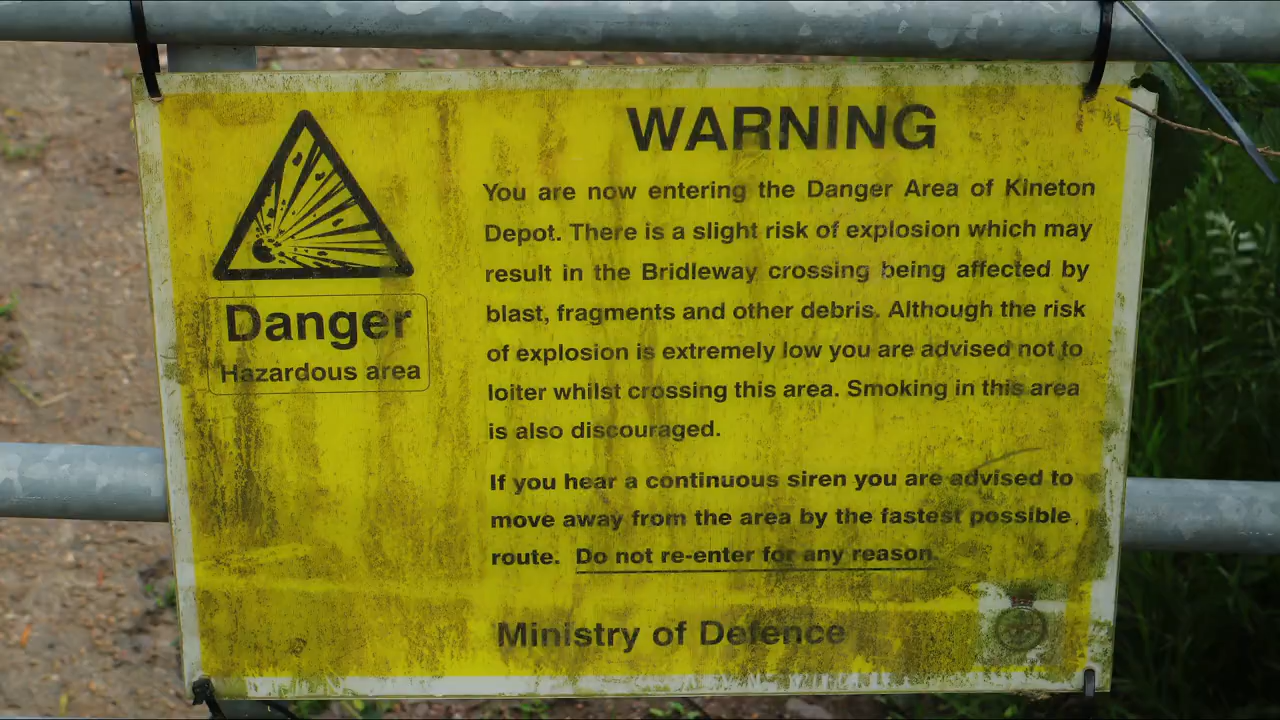 WARNING
You are now entering the Danger Area of Kineton
Depot. There is a slight risk of explosion which may
result in the Bridleway crossing being affected by
blast, fragments and other debris. Although the risk
of explosion is extremely low you are advised not to
loiter whilst crossing this area. Smoking in this area
is also discouraged.
If you hear a continuous siren you are advised to
move away from the area by the fastest possible
route. Do not re-enter for any reason.
Ministry of Defence
Danger
Hazardous area